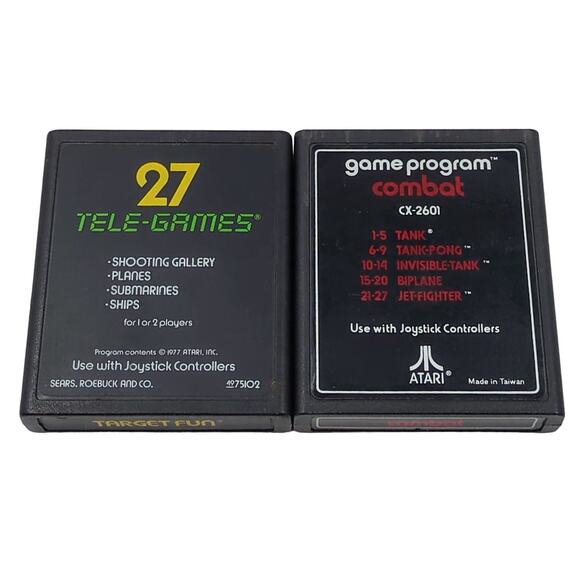 27
TELE-GAMES®
•SHOOTING GALLERY
•PLANES
•SUBMARINES
•SHIPS
for 1 or 2 players
Program contents © 1977 ATARI, INC.
Use with Joystick Controllers
SEARS, ROEBUCK AND CO.
4975102
TARGET FUN
game program™
combat
CX-2601
1-5 TANK®
6-9 TANK-PONG™
10-14 INVISIBLE-TANK™
15-20 BIPLANE
21-27 JET-FIGHTER™
Use with Joystick Controllers
ATARI®
Made in Taiwan
combat